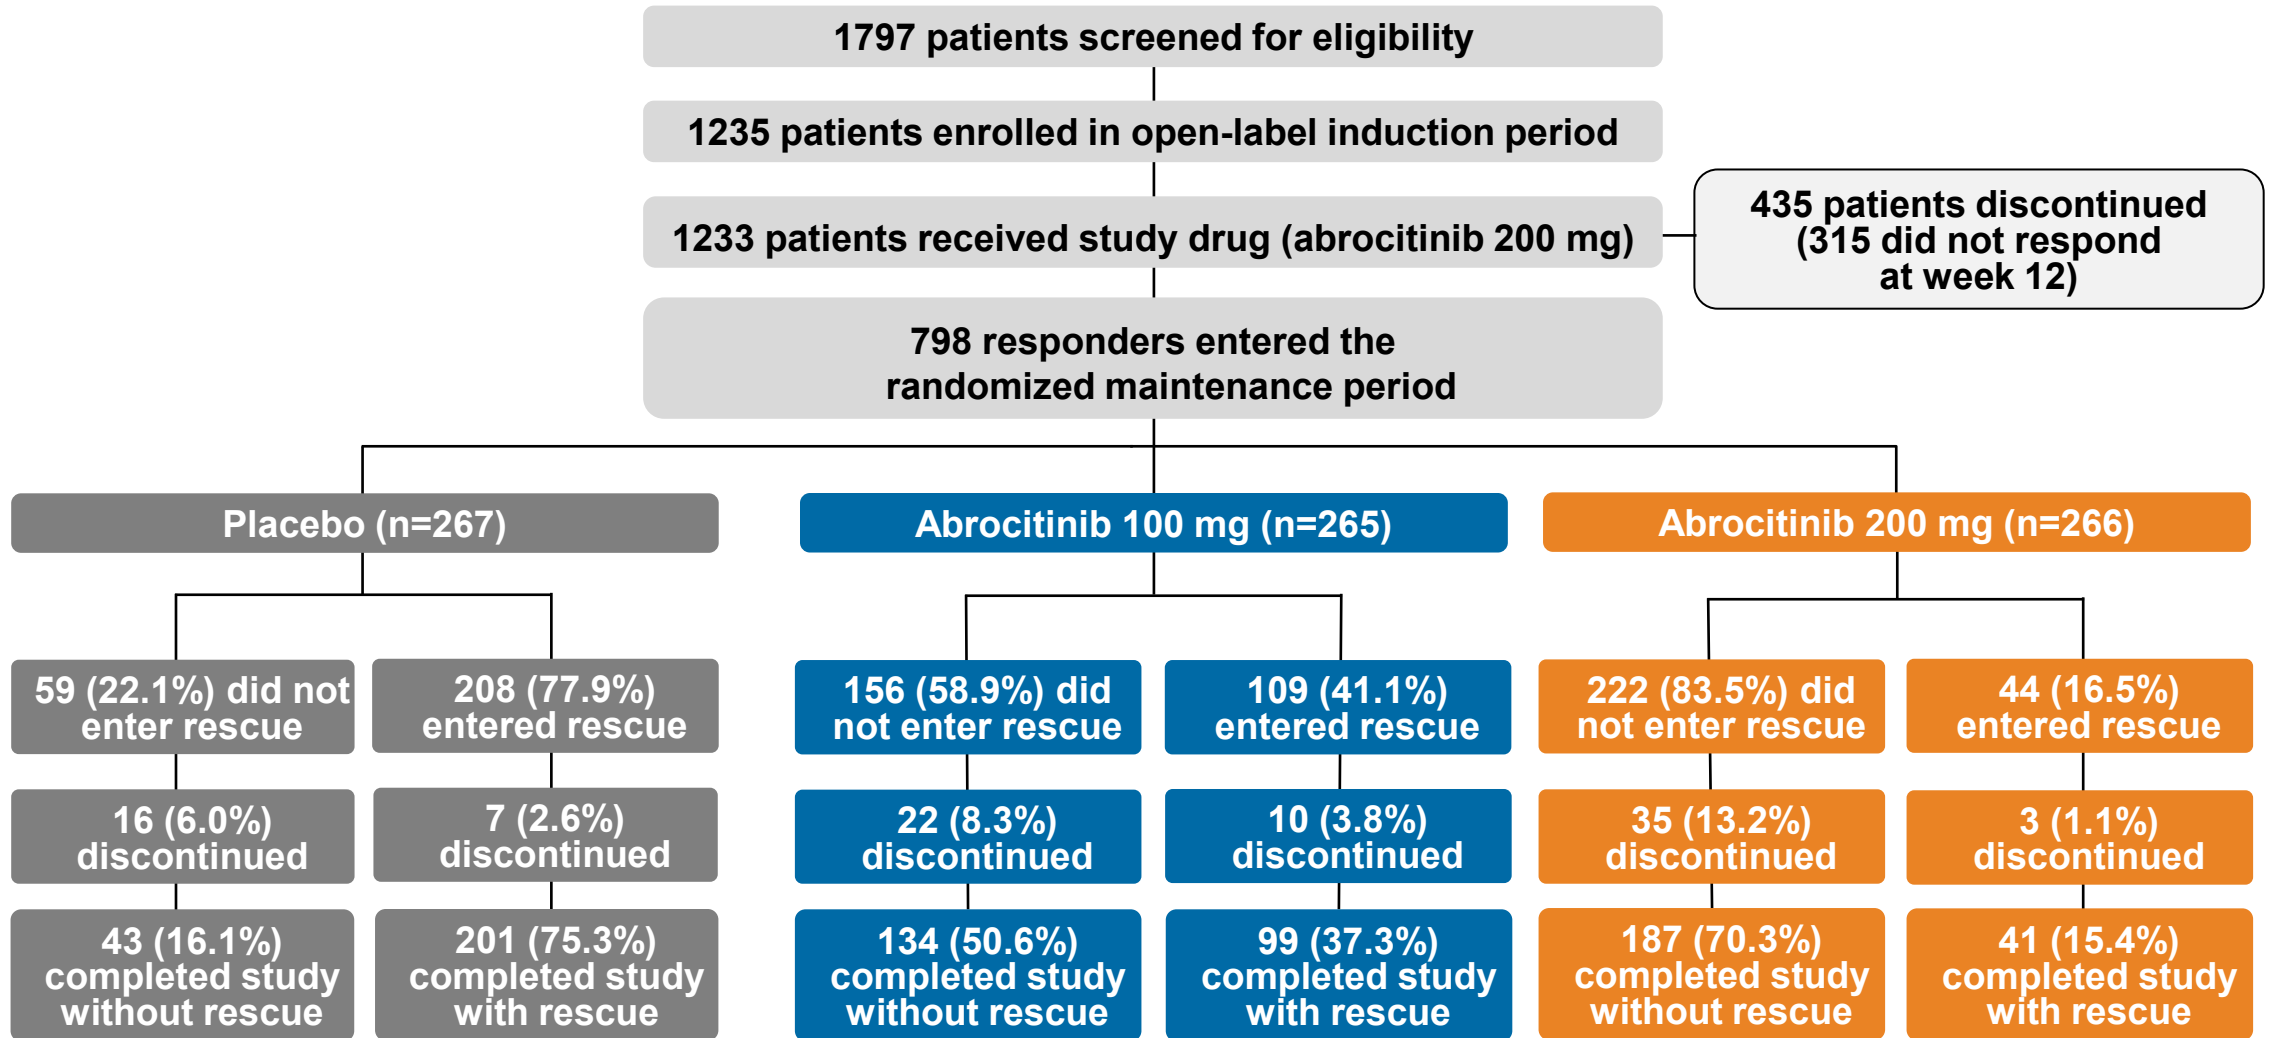 1797 patients screened for eligibility
1235 patients enrolled in open-label induction period
1233 patients received study drug (abrocitinib 200 mg)
435 patients discontinued
(315 did not respond
at week 12)
798 responders entered the
randomized maintenance period
Placebo (n=267)
Abrocitinib 100 mg (n=265)
Abrocitinib 200 mg (n=266)
59 (22.1%) did not
enter rescue
208 (77.9%)
entered rescue
156 (58.9%) did
not enter rescue
109 (41.1%)
entered rescue
222 (83.5%) did
not enter rescue
44 (16.5%)
entered rescue
16 (6.0%)
discontinued
7 (2.6%)
discontinued
22 (8.3%)
discontinued
10 (3.8%)
discontinued
35 (13.2%)
discontinued
3 (1.1%)
discontinued
43 (16.1%)
completed study
without rescue
201 (75.3%)
completed study
with rescue
134 (50.6%)
completed study
without rescue
99 (37.3%)
completed study
with rescue
187 (70.3%)
completed study
without rescue
41 (15.4%)
completed study
with rescue